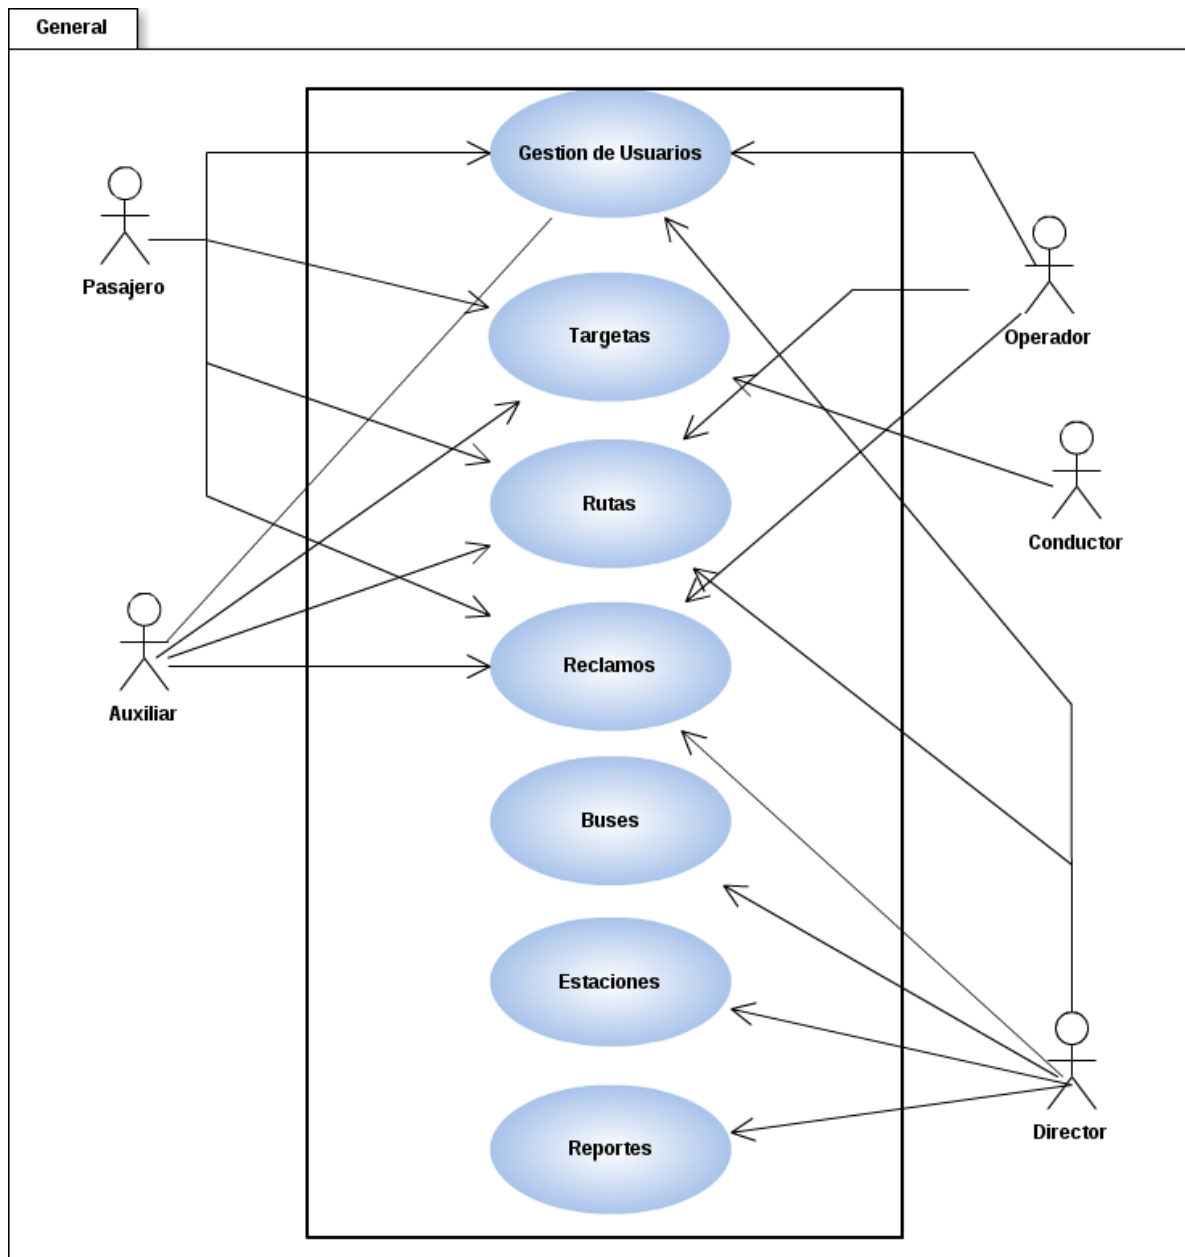 General
Gestion de Usuarios
Pasajero
Targetas
Operador
Rutas
Conductor
Reclamos
Auxiliar
Buses
Estaciones
Reportes
Director